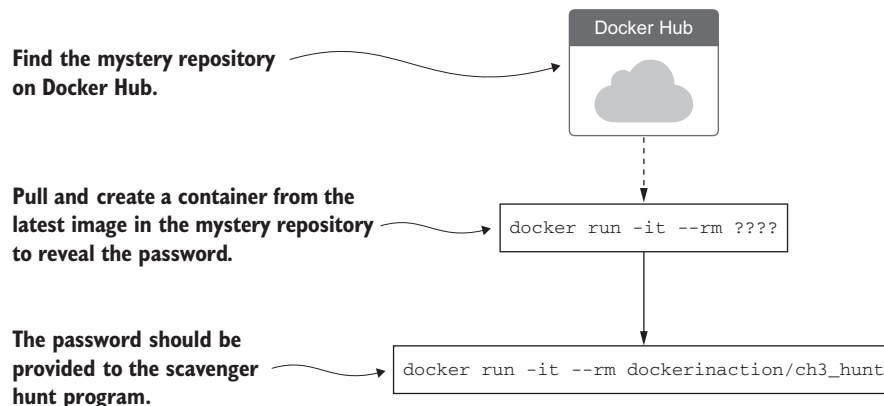 Docker Hub
Find the mystery repository
on Docker Hub.
Pull and create a container from the
latest image in the mystery repository
to reveal the password.
docker run -it --rm ????
The password should be
provided to the scavenger
hunt program.
docker run -it --rm dockerinaction/ch3_hunt